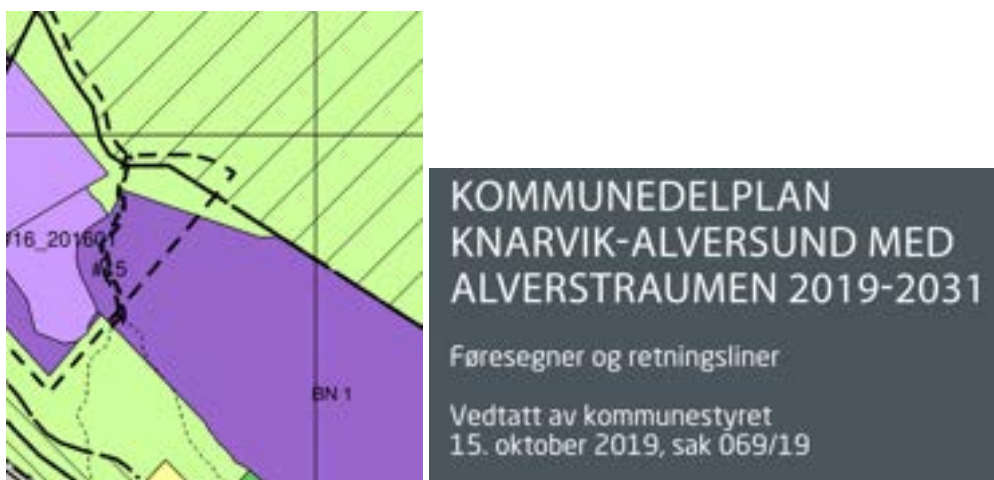 BN 1
KOMMUNEDELPLAN
KNARVIK-ALVERSUND MED
ALVERSTRAUMEN 2019-2031
Føresegner og retningsliner
Vedtatt av kommunestyret
15. oktober 2019, sak 069/19